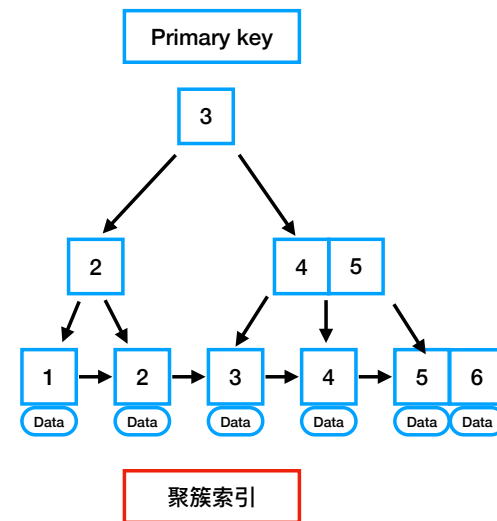 Primary key
3
2
4 5
1 2 3 4 5 6
Data Data Data Data Data Data
聚簇索引